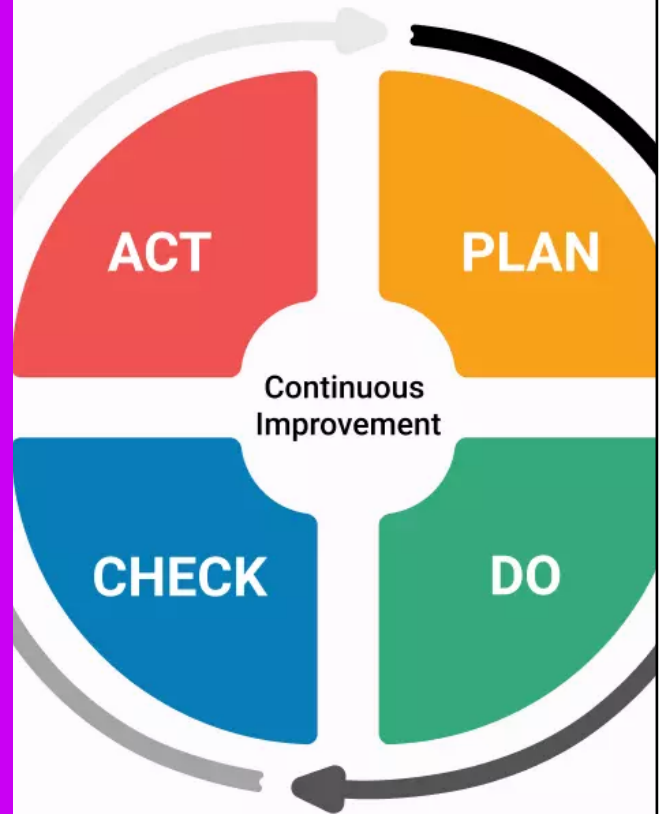 ACT
PLAN
Continuous
Improvement
CHECK
DO